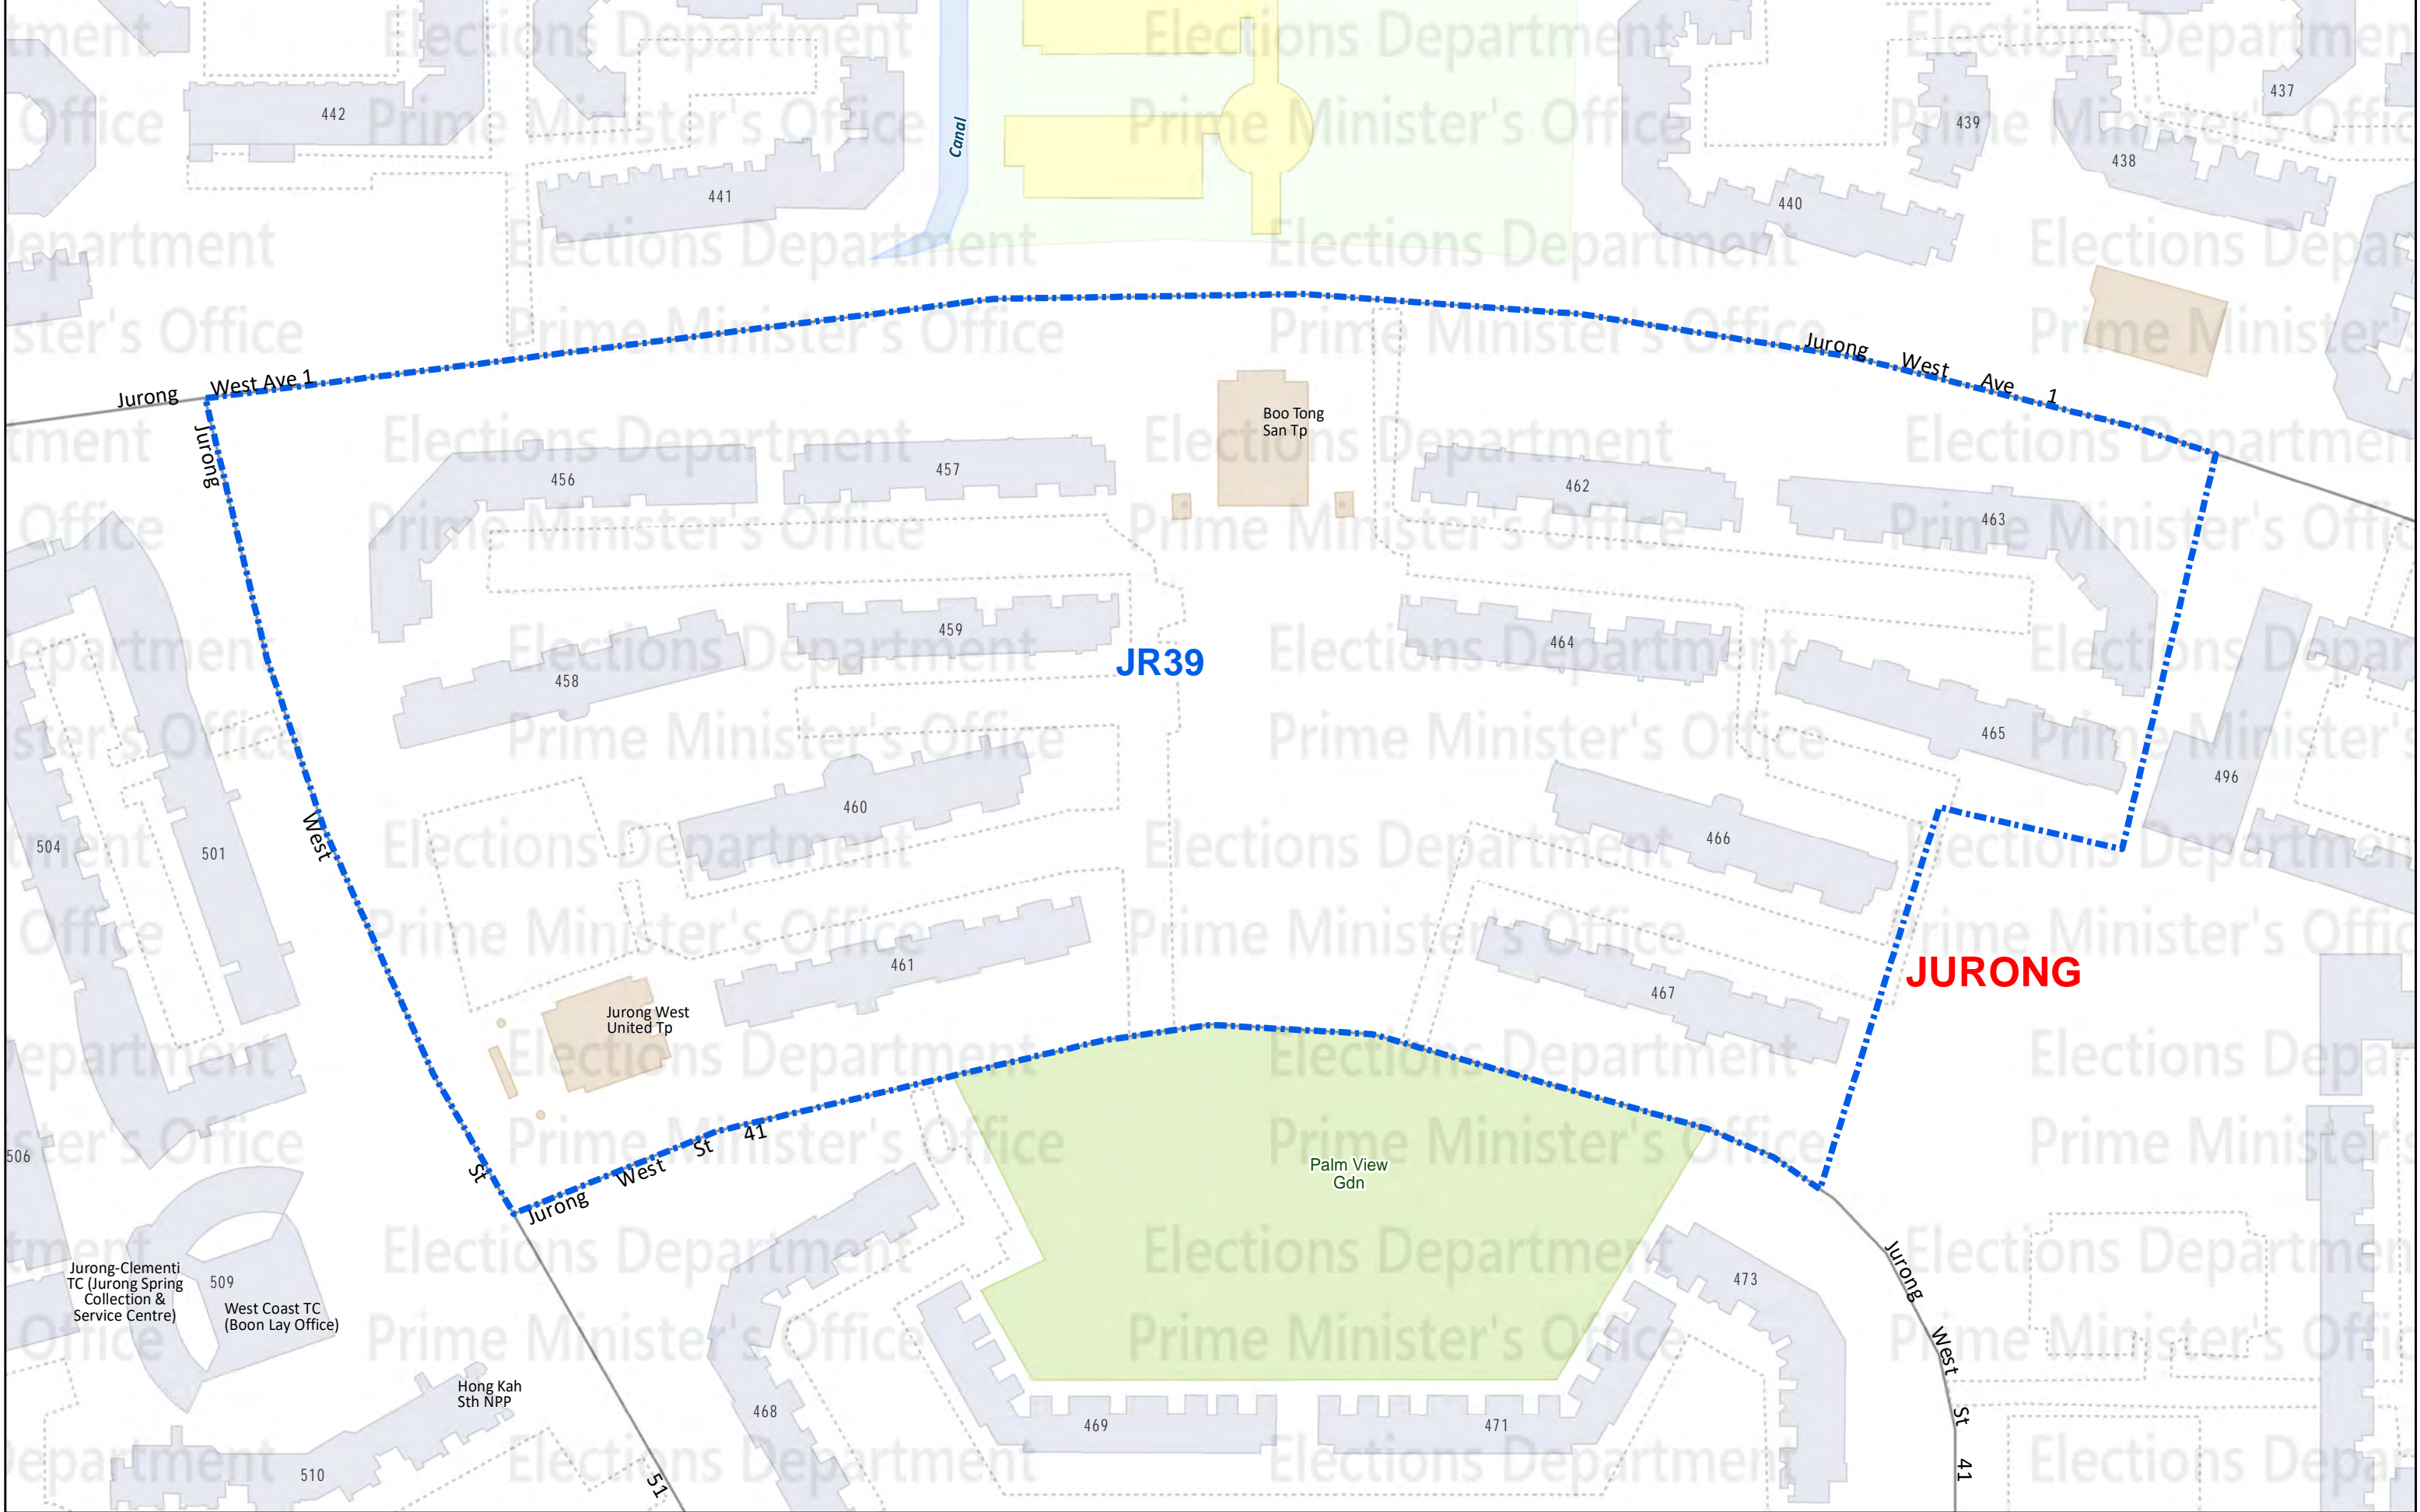 442
441
Canal
440
439
438
437
Jurong West Ave 1
Jurong West Ave 1
Boo Tong
San Tp
456
457
462
463
458
459
JR39
464
465
496
460
466
504
501
461
467
JURONG
Jurong West
United Tp
Jurong West St 51
Jurong West St 41
506
Palm View
Gdn
Jurong-Clementi
TC (Jurong Spring
Collection &
Service Centre)
509
West Coast TC
(Boon Lay Office)
473
Jurong West St 41
Hong Kah
Sth NPP
468
469
471
510
Elections Department
Prime Minister's Office